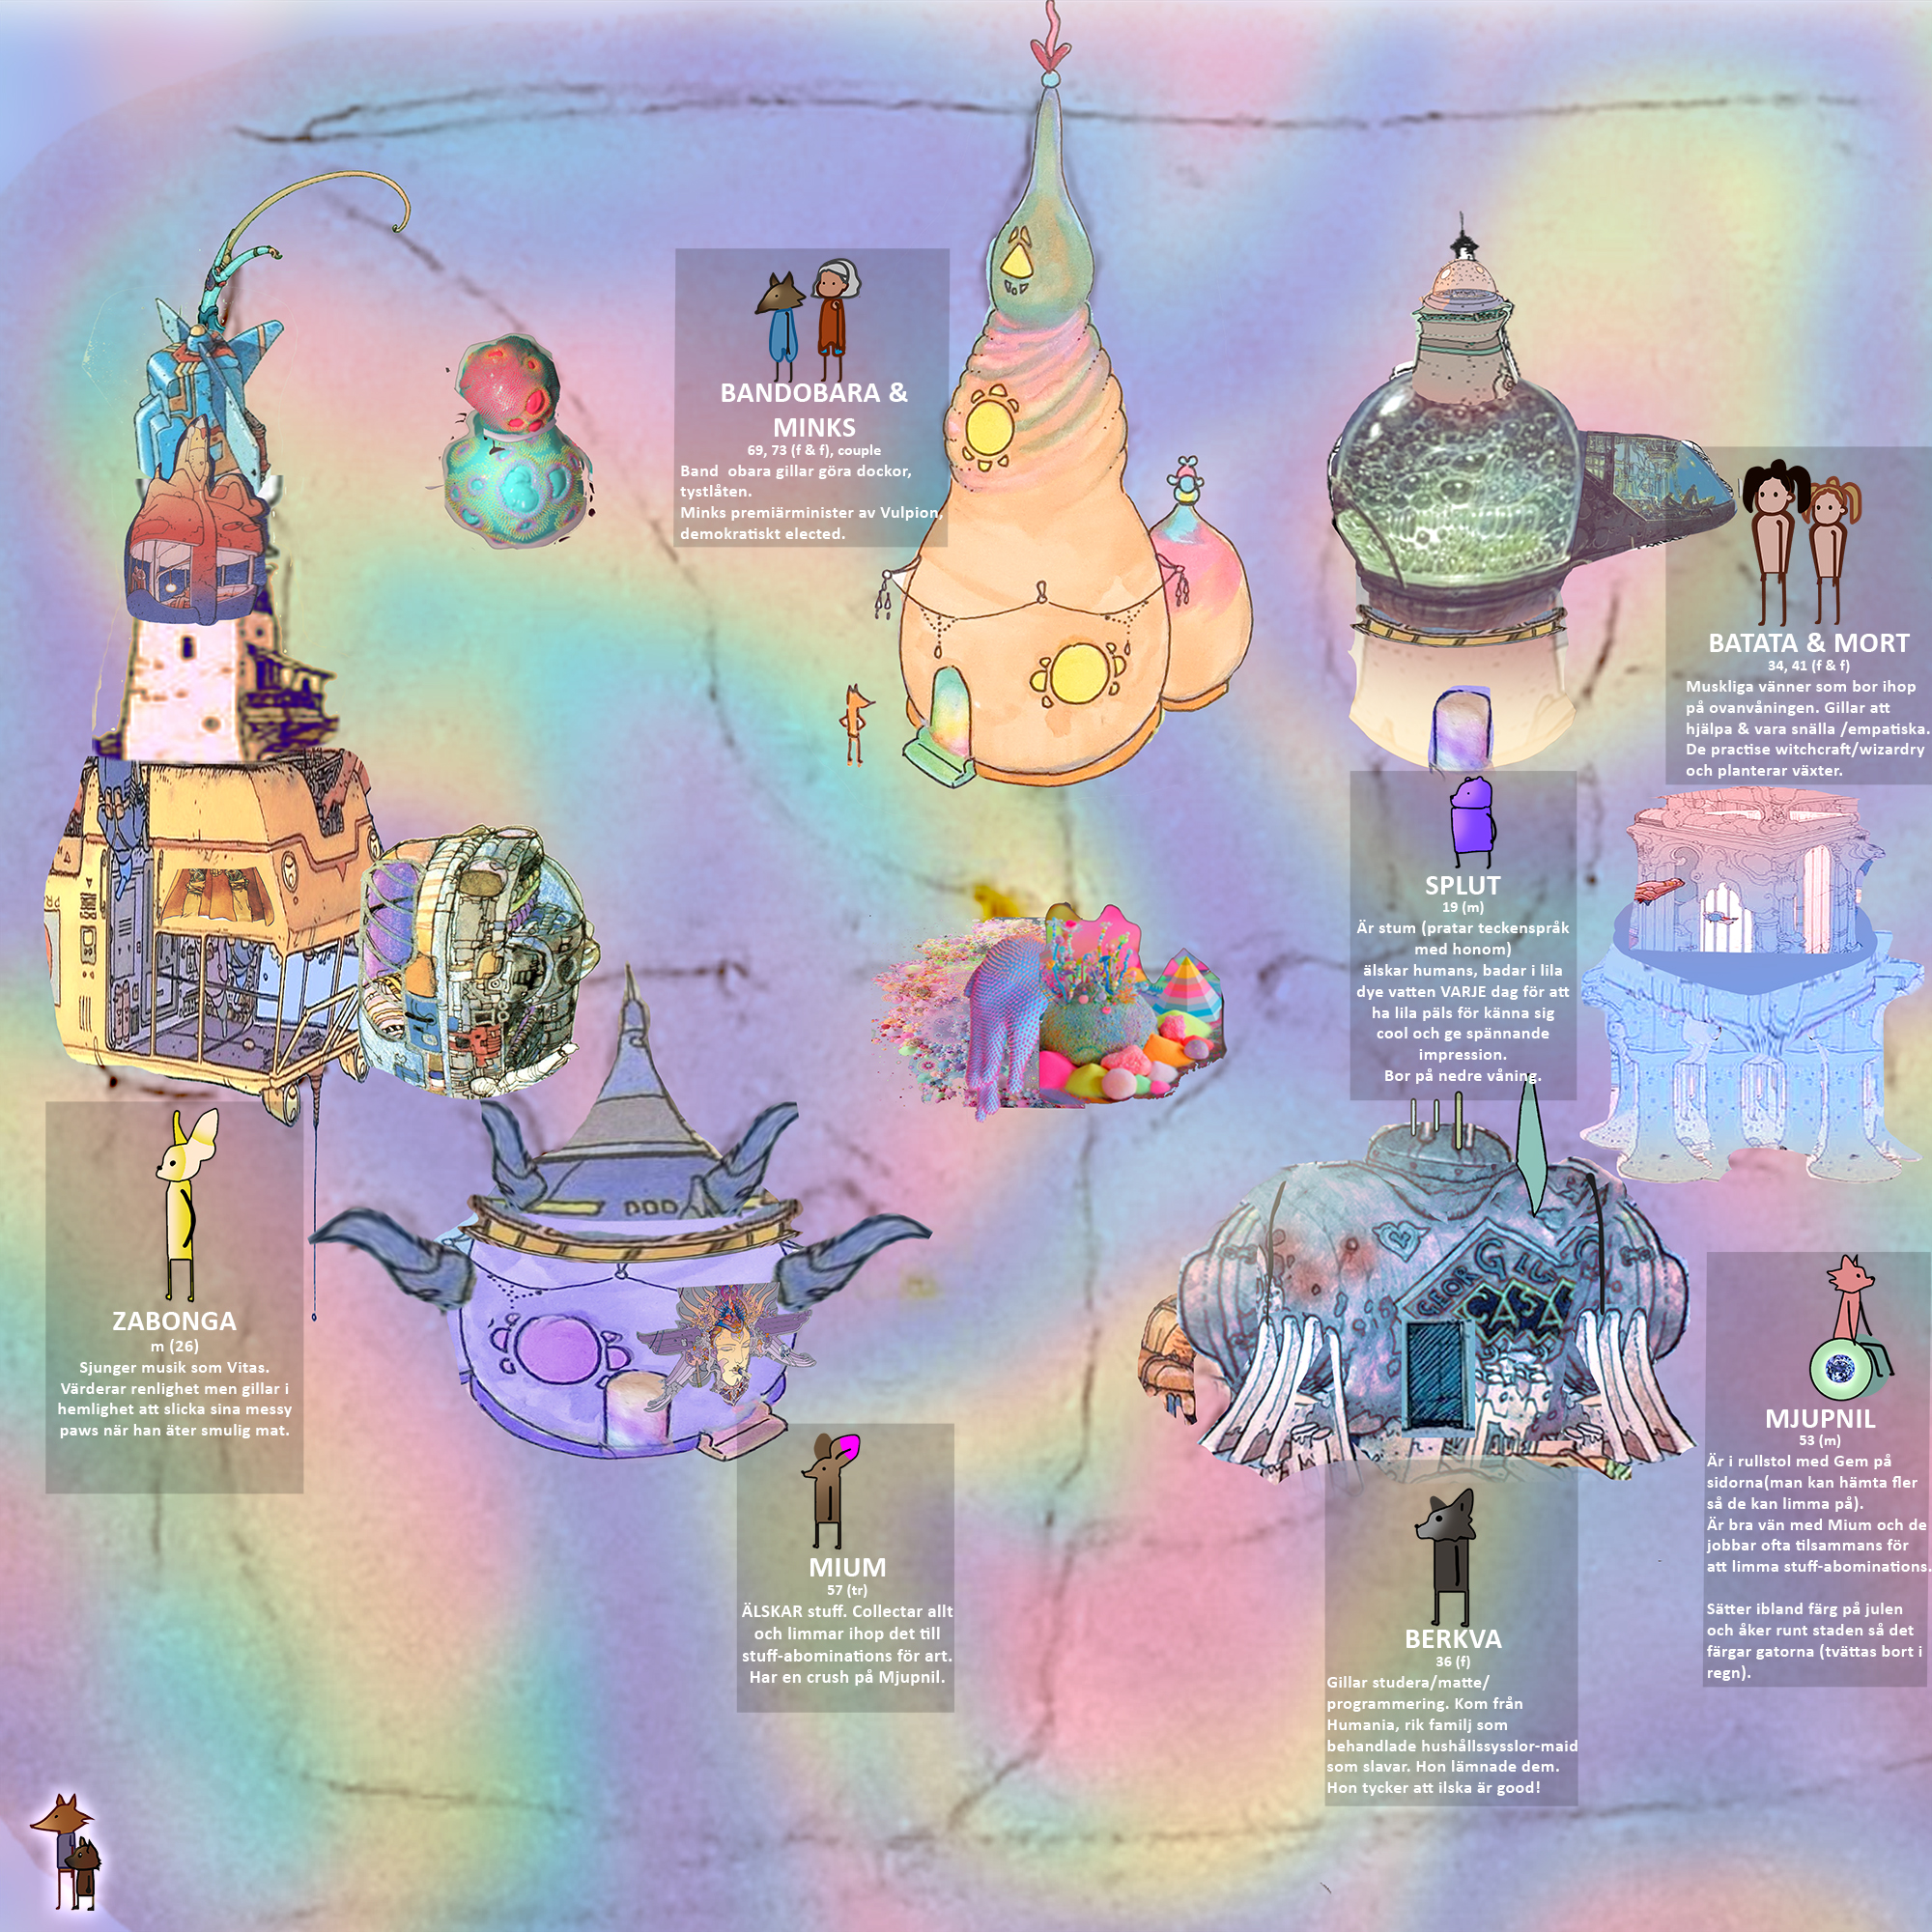 BANDOBARA &
MINKS
69, 73 (f & f), couple
Band  obara gillar göra dockor,
tystlåten.
Minks premiärminister av Vulpion,
demokratiskt elected.
BATATA & MORT
34, 41 (f & f)
Muskliga vänner som bor ihop
på ovanvåningen. Gillar att
hjälpa & vara snälla /empatiska.
De practise witchcraft/wizardry
och planterar växter.
SPLUT
19 (m)
Är stum (pratar teckenspråk
med honom)
älskar humans, badar i lila
dye vatten VARJE dag för att
ha lila päls för känna sig
cool och ge spännande
impression.
Bor på nedre våning.
ZABONGA
m (26)
Sjunger musik som Vitas.
Värderar renlighet men gillar i
hemlighet att slicka sina messy
paws när han äter smulig mat.
MIUM
57 (tr)
ÄLSKAR stuff. Collectar allt
och limmar ihop det till
stuff-abominations för art.
Har en crush på Mjupnil.
GEOR
CASA
BERKVA
36 (f)
Gillar studera/matte/
programmering. Kom från
Humania, rik familj som
behandlade hushållssysslor-maid
som slavar. Hon lämnade dem.
Hon tycker att ilska är good!
MJUPNIL
53 (m)
Är i rullstol med Gem på
sidorna(man kan hämta fler
så de kan limma på).
Är bra vän med Mium och de
jobbar ofta tilsammans för
att limma stuff-abominations.
Sätter ibland färg på julen
och åker runt staden så det
färgar gatorna (tvättas bort i
regn).